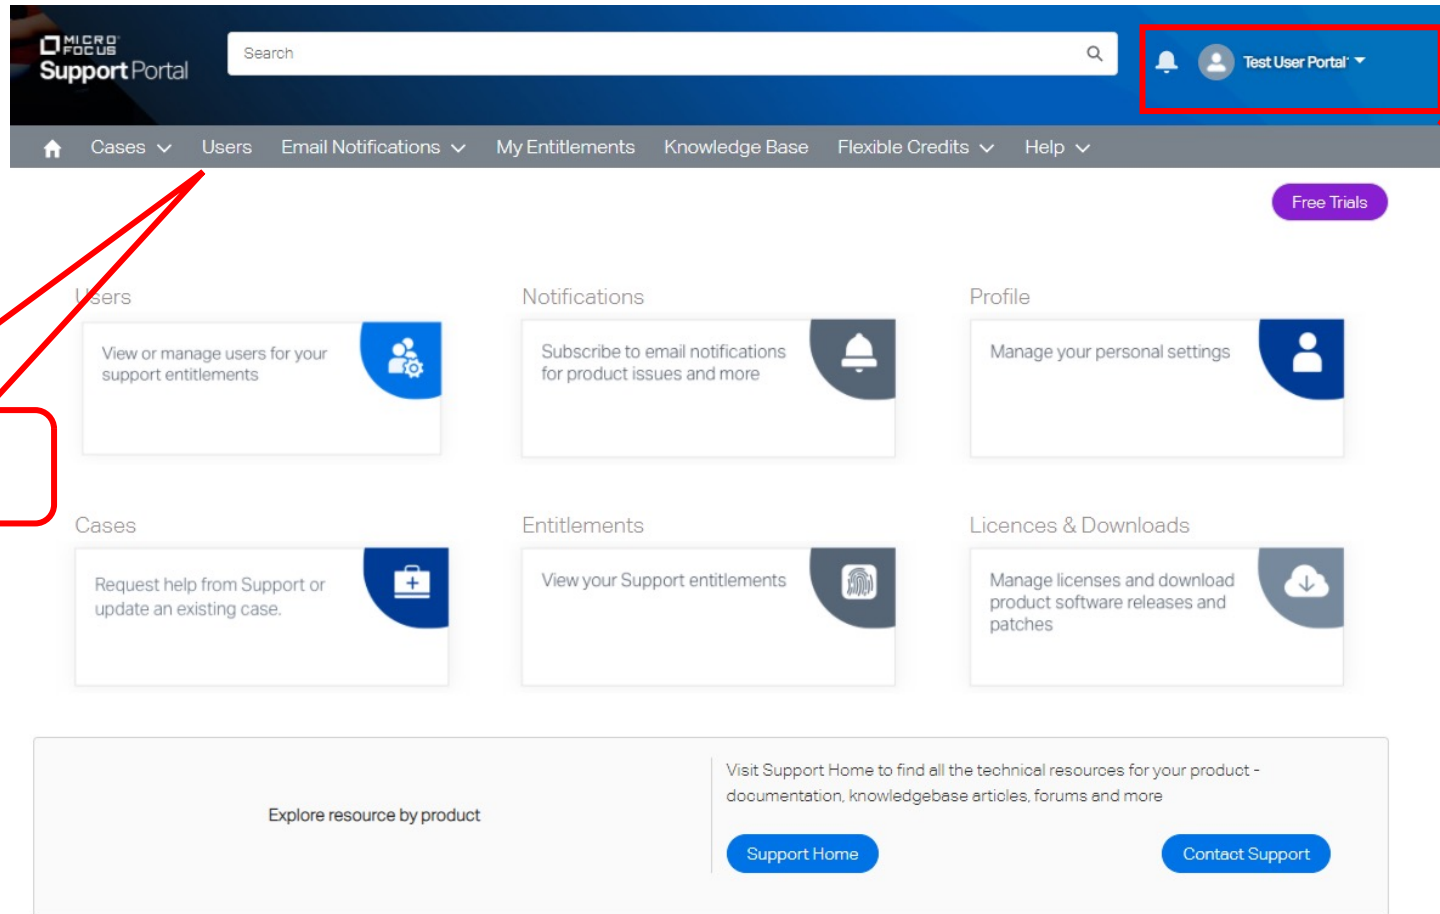 MICRO
FOCUS
Support Portal
Search
Test User Portal
Cases Users Email Notifications My Entitlements Knowledge Base Flexible Credits Help
Free Trials
Users
View or manage users for your
support entitlements
Notifications
Subscribe to email notifications
for product issues and more
Profile
Manage your personal settings
Cases
Request help from Support or
update an existing case.
Entitlements
View your Support entitlements
Licences & Downloads
Manage licenses and download
product software releases and
patches
Explore resource by product
Visit Support Home to find all the technical resources for your product -
documentation, knowledgebase articles, forums and more
Support Home
Contact Support